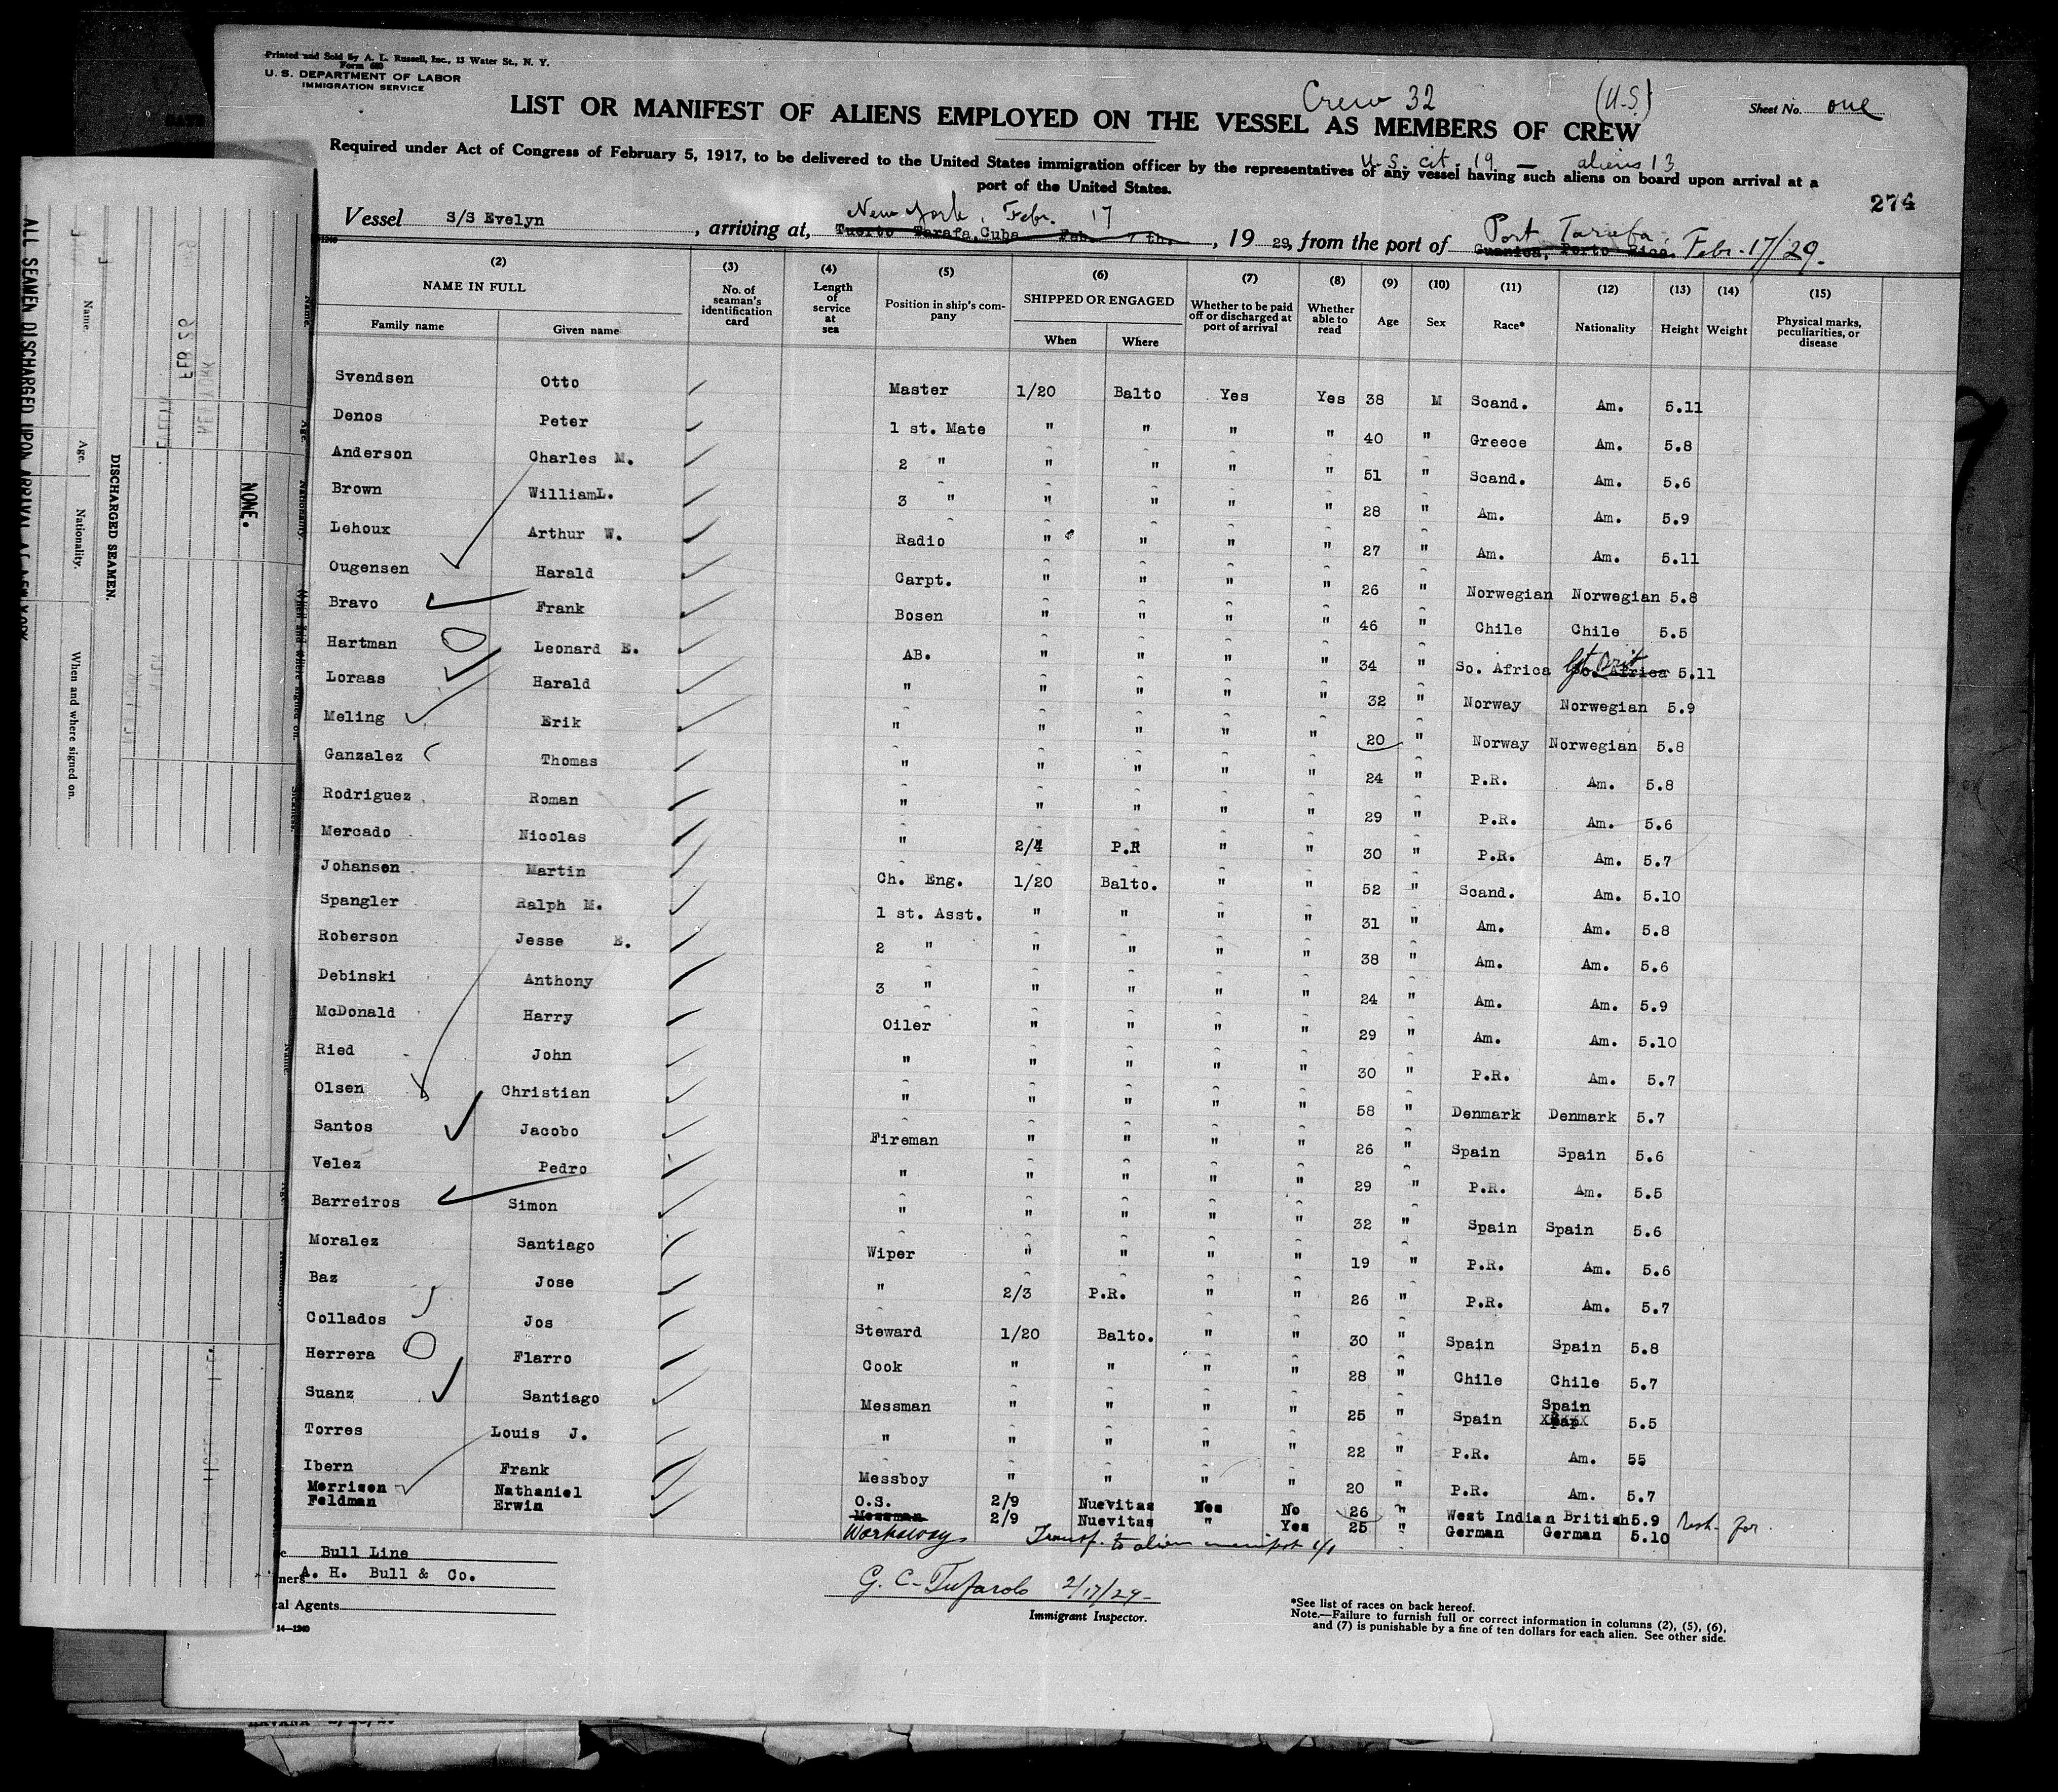 Printed and Sold by A. L. Russell, Inc., 13 Water St., N. Y.
Form 680
U. S. DEPARTMENT OF LABOR
IMMIGRATION SERVICE
Crew 32 (U.S)
Sheet No. one
LIST OR MANIFEST OF ALIENS EMPLOYED ON THE VESSEL AS MEMBERS OF CREW
U.S. cit. 19 — aliens 13
Required under Act of Congress of February 5, 1917, to be delivered to the United States immigration officer by the representatives of any vessel having such aliens on board upon arrival at a
port of the United States.
274
New York, Febr. 17 Port Tarafa,
Vessel S/S Evelyn , arriving at, Tuerto Tarafa,Cuba Feb. 7 th. , 19 29, from the port of Guanica, Porto Rico. Febr. 17/29.
(2) (3) (4) (5) (6) (7) (8) (9) (10) (11) (12) (13) (14) (15)
NAME IN FULL No. of seaman's identification card Length of service at sea Position in ship's company SHIPPED OR ENGAGED Whether to be paid off or discharged at port of arrival Whether able to read Age Sex Race* Nationality Height Weight Physical marks, peculiarities, or disease
Family name Given name When Where
Svendsen Otto Master 1/20 Balto Yes Yes 38 M Scand. Am. 5.11
Denos Peter 1 st. Mate " " " " 40 " Greece Am. 5.8
Anderson Charles M. 2 " " " " " 51 " Scand. Am. 5.6
Brown WilliamL. 3 " " " " " 28 " Am. Am. 5.9
Lehoux Arthur W. Radio " " " " 27 " Am. Am. 5.11
Ougensen Harald Carpt. " " " " 26 " Norwegian Norwegian 5.8
Bravo Frank Bosen " " " " 46 " Chile Chile 5.5
Hartman Leonard E. AB. " " " " 34 " So. Africa So. Africa Gt Brit 5.11
Loraas Harald " " " " " 32 " Norway Norwegian 5.9
Meling Erik " " " " " 20 " Norway Norwegian 5.8
Ganzalez Thomas " " " " " 24 " P.R. Am. 5.8
Rodriguez Roman " " " " " 29 " P.R. Am. 5.6
Mercado Nicolas " 2/4 P.R " " 30 " P.R. Am. 5.7
Johansen Martin Ch. Eng. 1/20 Balto. " " 52 " Scand. Am. 5.10
Spangler Ralph M. 1 st. Asst. " " " " 31 " Am. Am. 5.8
Roberson Jesse E. 2 " " " " " 38 " Am. Am. 5.6
Debinski Anthony 3 " " " " " 24 " Am. Am. 5.9
McDonald Harry Oiler " " " " 29 " Am. Am. 5.10
Ried John " " " " " 30 " P.R. Am. 5.7
Olsen Christian " " " " " 58 " Denmark Denmark 5.7
Santos Jacobo Fireman " " " " 26 " Spain Spain 5.6
Velez Pedro " " " " " 29 " P.R. Am. 5.5
Barreiros Simon " " " " " 32 " Spain Spain 5.6
Moralez Santiago Wiper " " " " 19 " P.R. Am. 5.6
Baz Jose " 2/3 P.R. " " 26 " P.R. Am. 5.7
Collados Jos Steward 1/20 Balto. " " 30 " Spain Spain 5.8
Herrera Flarro Cook " " " " 28 " Chile Chile 5.7
Suanz Santiago Messman " " " " 25 " Spain Spain 5.5
Torres Louis J. " " " " " 22 " P.R. Am. 55
Ibern Frank Messboy " " " " 20 " P.R. Am. 5.7
Morrison Nathaniel O.S. 2/9 Nuevitas Yes No 26 " West Indian British 5.9
Feldman Erwin Messman 2/9 Nuevitas " Yes 25 " German German 5.10
Workaway Transf. to alien manifest
Bull Line
ners A. H. Bull & Co.
al Agents
14—1240
G. C. Tufarolo 2/17/29
Immigrant Inspector.
*See list of races on back hereof.
Note.—Failure to furnish full or correct information in columns (2), (5), (6),
and (7) is punishable by a fine of ten dollars for each alien. See other side.
ALL SEAMEN DISCHARGED UPON ARRIVAL AT NEW YORK
Name. Age. Nationality. When and where signed on.
DISCHARGED SEAMEN.
NONE.